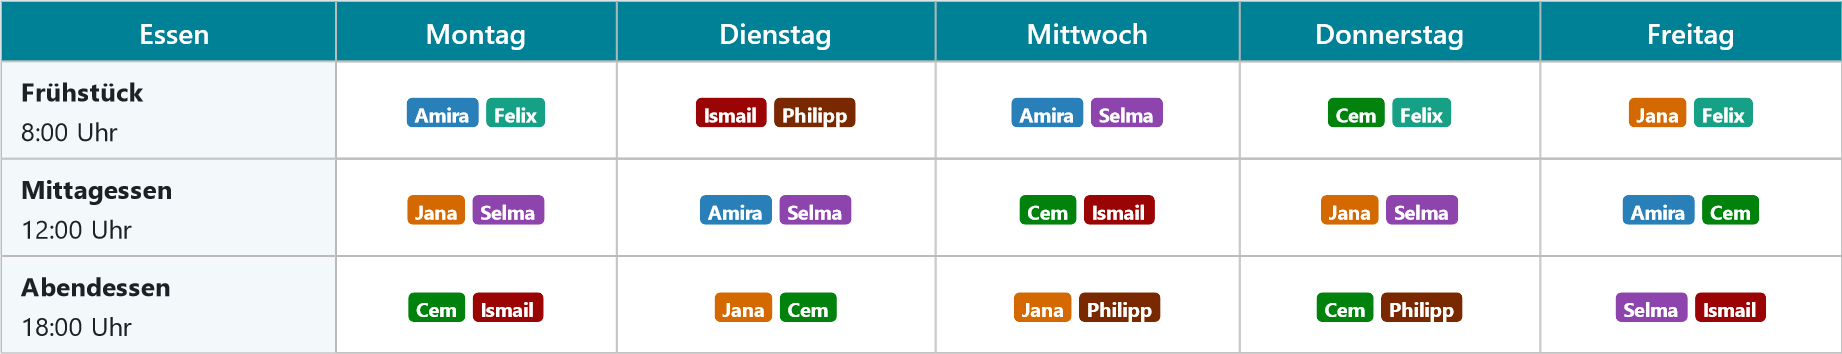 Essen Montag Dienstag Mittwoch Donnerstag Freitag
Frühstück
8:00 Uhr
Amira Felix Ismail Philipp Amira Selma Cem Felix Jana Felix
Mittagessen
12:00 Uhr
Jana Selma Amira Selma Cem Ismail Jana Selma Amira Cem
Abendessen
18:00 Uhr
Cem Ismail Jana Cem Jana Philipp Cem Philipp Selma Ismail